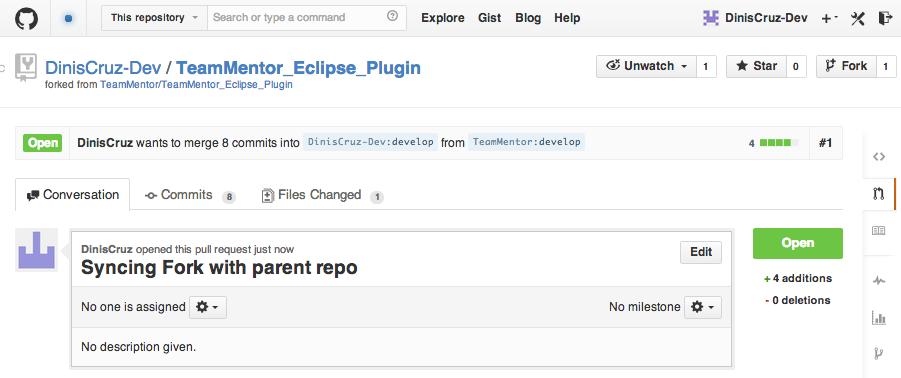 This repository Search or type a command Explore Gist Blog Help DinisCruz-Dev
DinisCruz-Dev / TeamMentor_Eclipse_Plugin
forked from TeamMentor/TeamMentor_Eclipse_Plugin
Unwatch 1 Star 0 Fork 1
Open DinisCruz wants to merge 8 commits into DinisCruz-Dev:develop from TeamMentor:develop 4 #1
Conversation Commits 8 Files Changed 1
DinisCruz opened this pull request just now
Syncing Fork with parent repo
Edit
Open
No one is assigned No milestone
+ 4 additions
- 0 deletions
No description given.